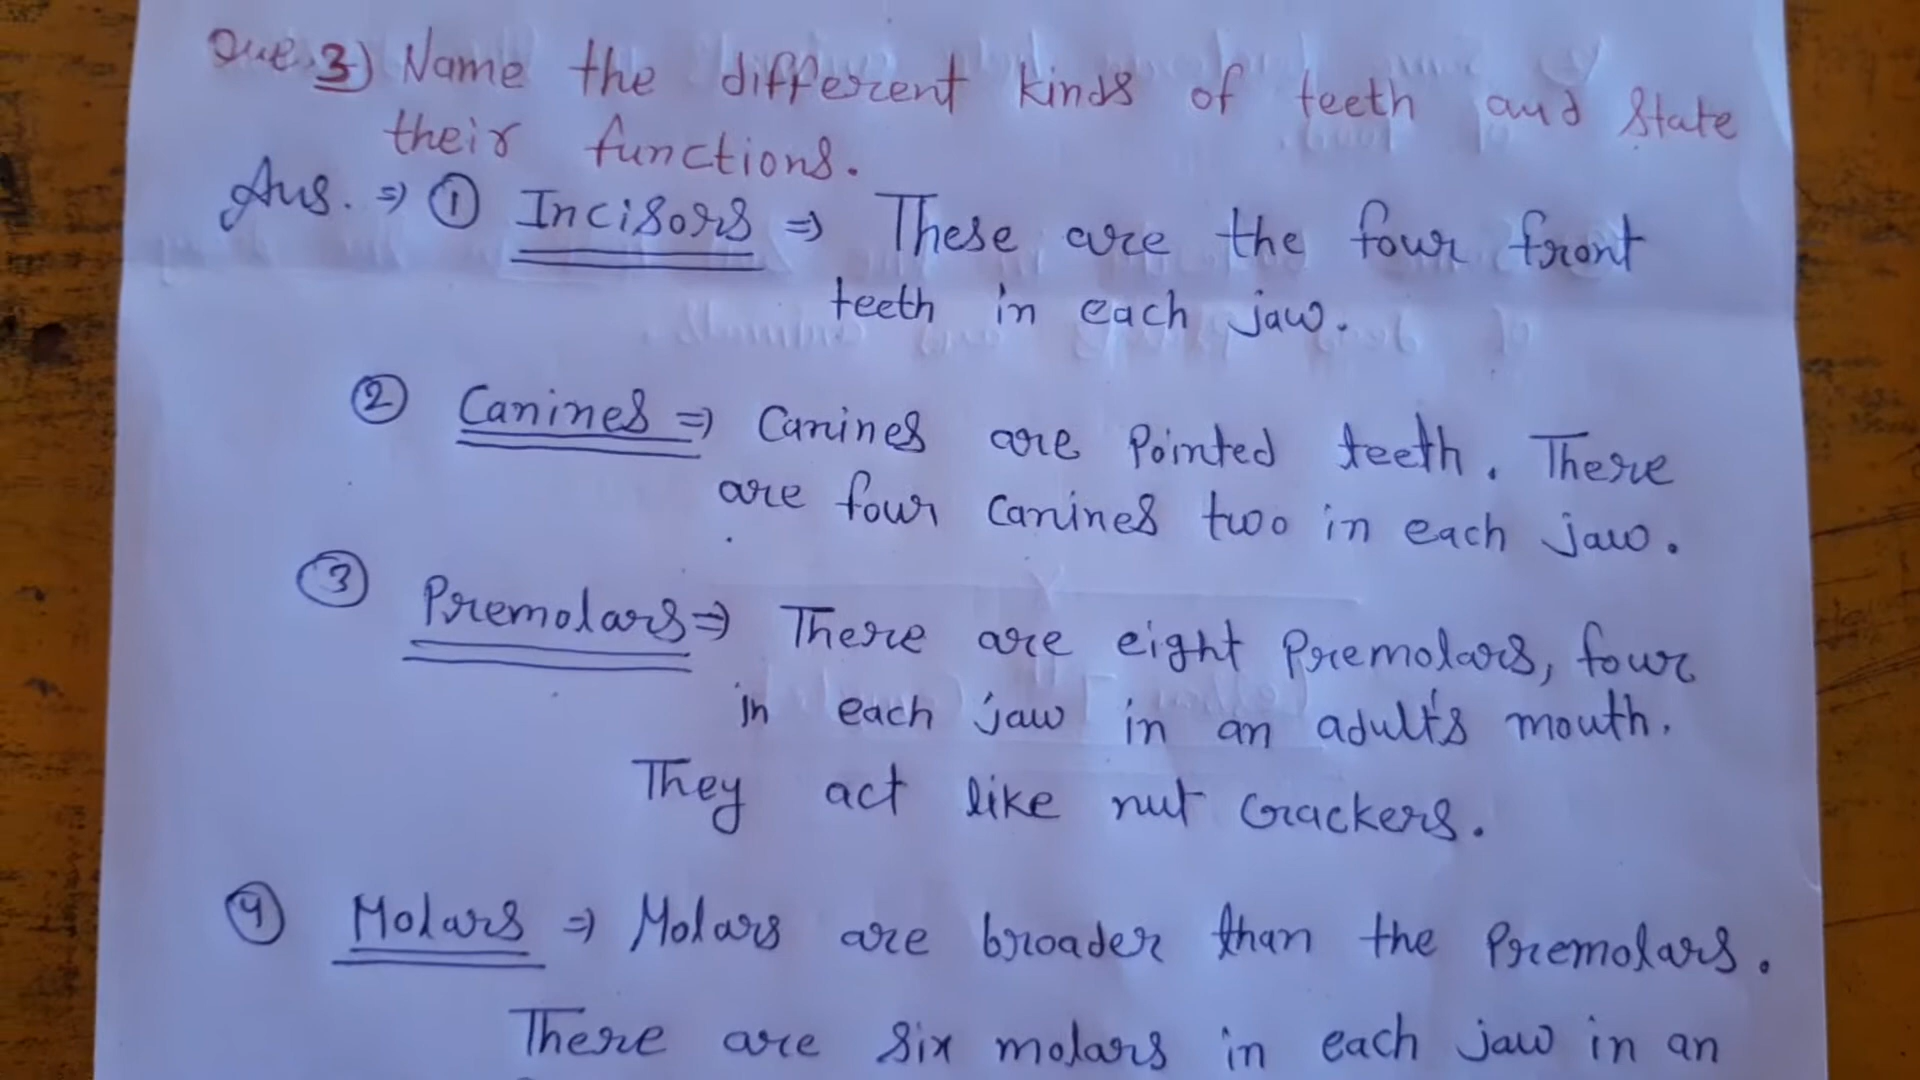 Que. 3) Name the different kinds of teeth and State
their functions.
Ans. ⇒ ① Incisors ⇒ These are the four front
teeth in each jaw.
② Canines ⇒ Canines are Pointed teeth. There
are four canines two in each jaw.
③ Premolars ⇒ There are eight Premolars, four
in each jaw in an adult's mouth.
They act like nut crackers.
④ Molars ⇒ Molars are broader than the Premolars.
There are six molars in each jaw in an